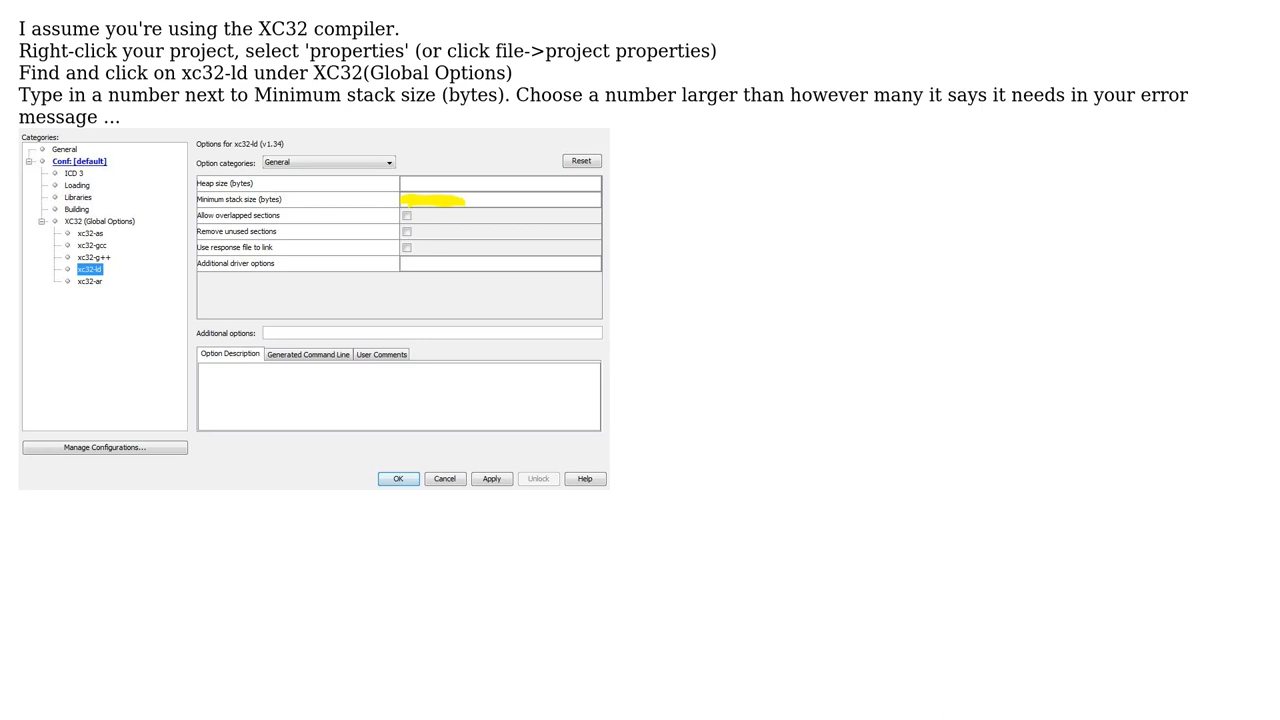 I assume you're using the XC32 compiler.
Right-click your project, select 'properties' (or click file->project properties)
Find and click on xc32-ld under XC32(Global Options)
Type in a number next to Minimum stack size (bytes). Choose a number larger than however many it says it needs in your error
message ...
Categories:
General
Conf: [default]
ICD 3
Loading
Libraries
Building
XC32 (Global Options)
xc32-as
xc32-gcc
xc32-g++
xc32-ld
xc32-ar
Manage Configurations...
Options for xc32-ld (v1.34)
Option categories: General Reset
Heap size (bytes)
Minimum stack size (bytes)
Allow overlapped sections
Remove unused sections
Use response file to link
Additional driver options
Additional options:
Option Description Generated Command Line User Comments
OK Cancel Apply Unlock Help